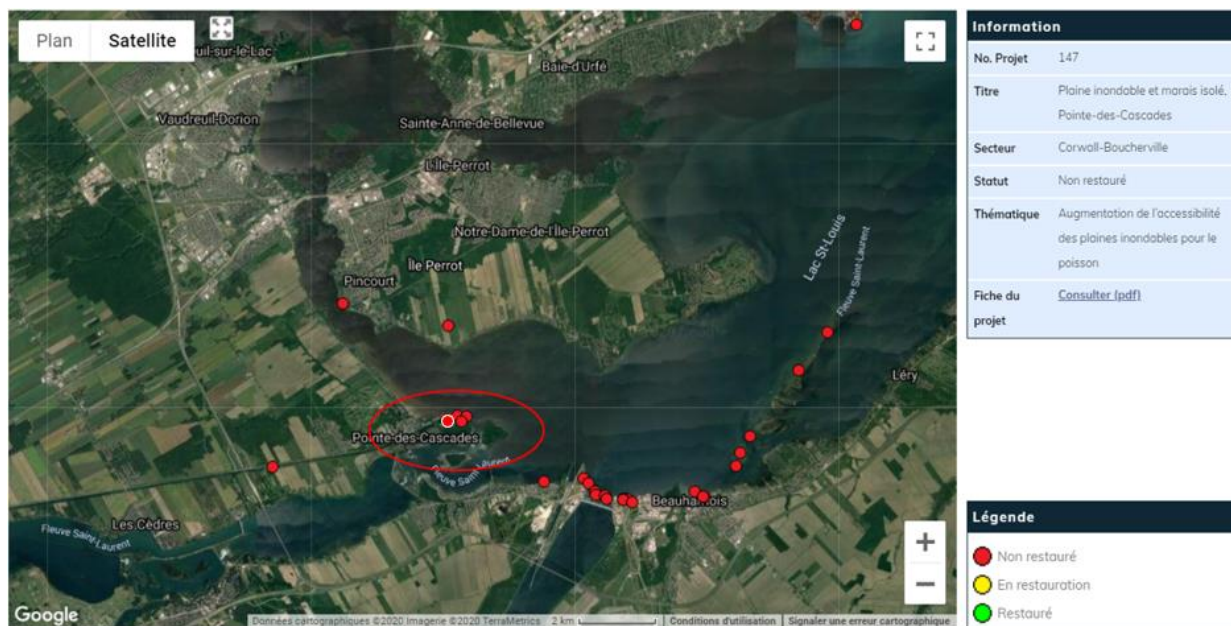 Plan
Satellite
uil-sur-le-Lac
Baie-d'Urfé
Vaudreuil-Dorion
Sainte-Anne-de-Bellevue
L'Île-Perrot
Notre-Dame-de-l'Île-Perrot
Île Perrot
Pincourt
Lac St-Louis
Fleuve Saint-Laurent
Léry
Pointe-des-Cascades
Fleuve Saint-Laurent
Beauharnois
Les Cèdres
Fleuve Saint-Laurent
+
−
Google
Données cartographiques ©2020 Imagerie ©2020 TerraMetrics
2 km
Conditions d'utilisation
Signaler une erreur cartographique
Information
No. Projet 147
Titre Plaine inondable et marais isolé,
Pointe-des-Cascades
Secteur Corwall-Boucherville
Statut Non restauré
Thématique Augmentation de l'accessibilité
des plaines inondables pour le
poisson
Fiche du Consulter (pdf)
projet
Légende
Non restauré
En restauration
Restauré